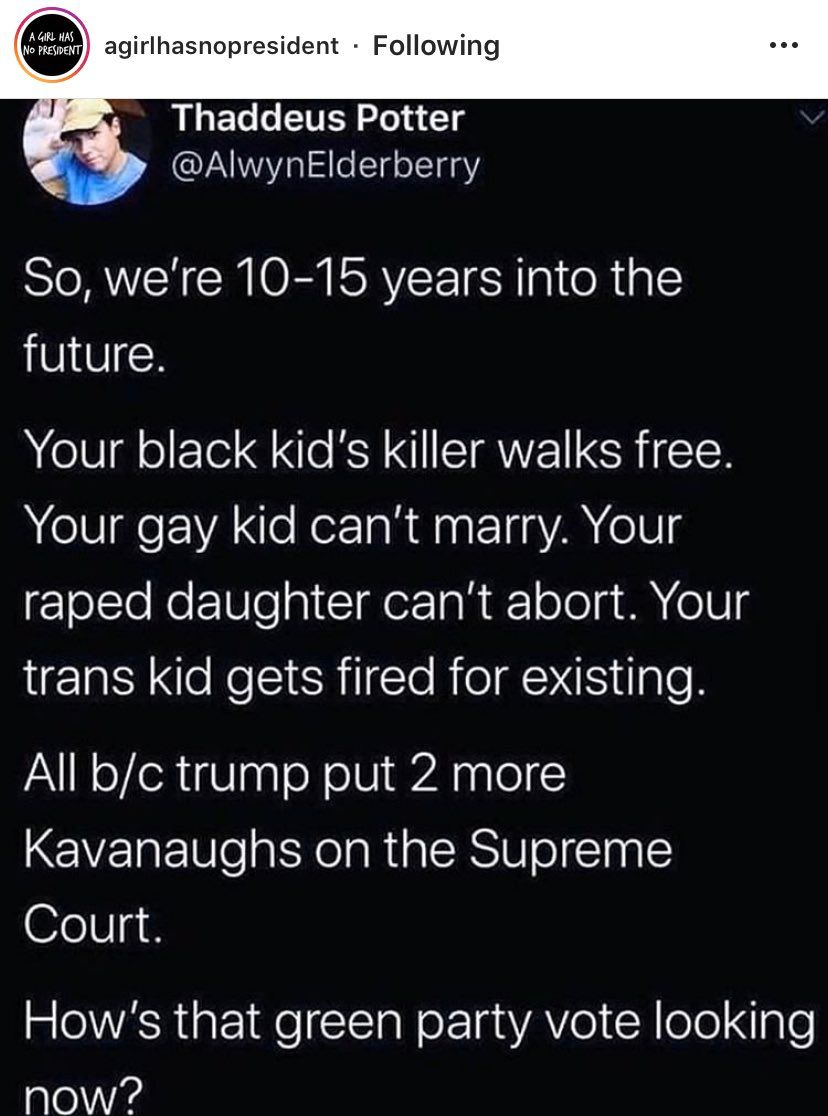 A GIRL HAS
NO PRESIDENT
agirlhasnopresident · Following
Thaddeus Potter
@AlwynElderberry
So, we're 10-15 years into the
future.
Your black kid's killer walks free.
Your gay kid can't marry. Your
raped daughter can't abort. Your
trans kid gets fired for existing.
All b/c trump put 2 more
Kavanaughs on the Supreme
Court.
How's that green party vote looking
now?